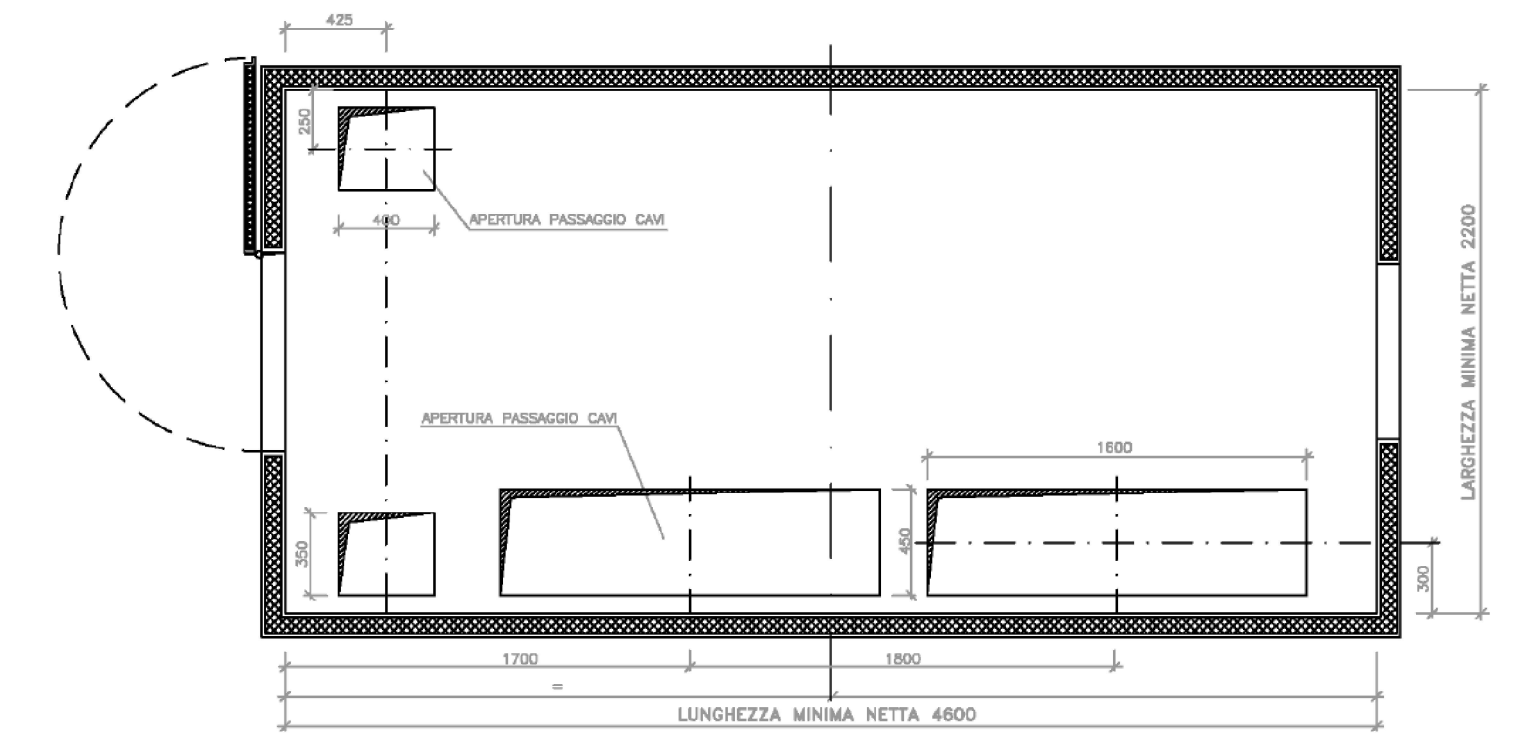 425
250
400
APERTURA PASSAGGIO CAVI
LARGHEZZA MINIMA NETTA 2200
APERTURA PASSAGGIO CAVI
1600
350
450
300
1700
1800
=
LUNGHEZZA MINIMA NETTA 4600